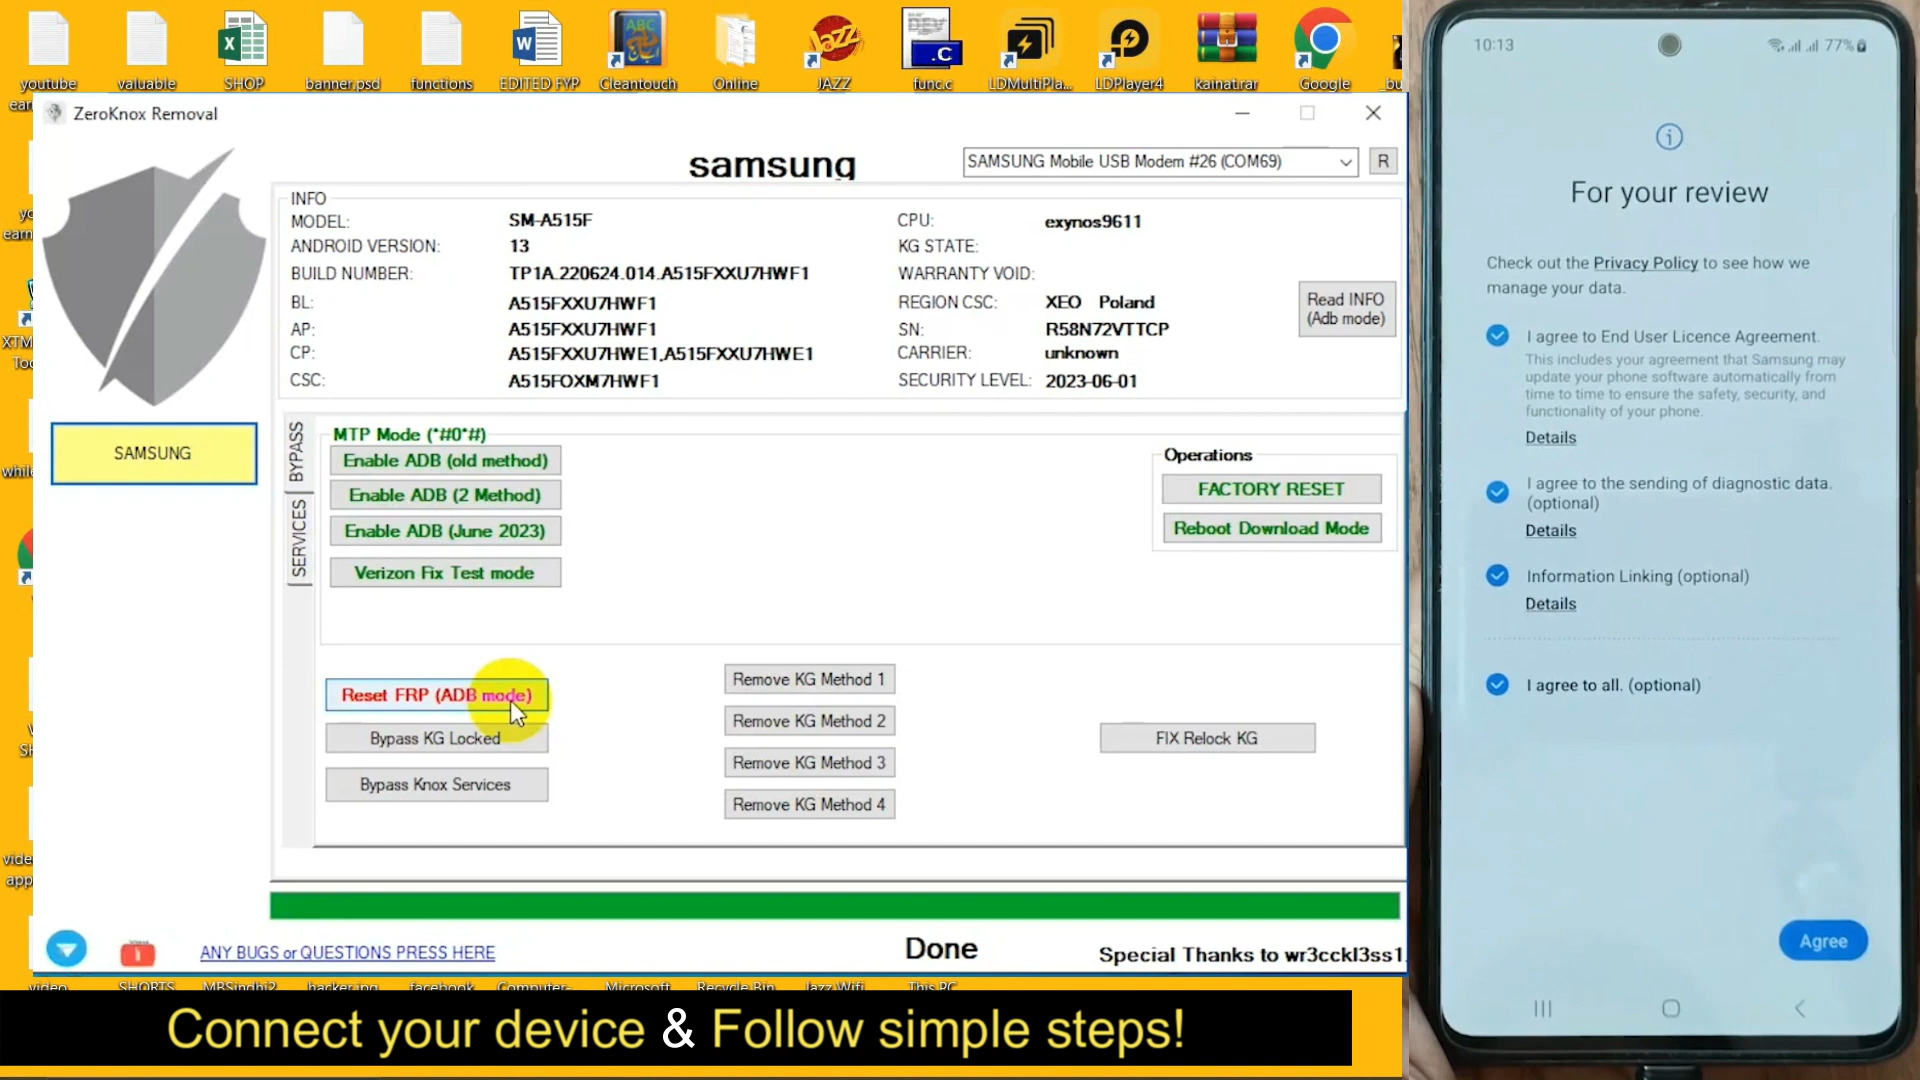 youtube
valuable
SHOP
banner.psd
functions
EDITED FYP
Cleantouch
Online
JAZZ
func.c
LDMultiPla...
LDPlayer4
kainat.rar
Google
ZeroKnox Removal
samsung
SAMSUNG Mobile USB Modem #26 (COM69)
R
INFO
MODEL: SM-A515F
ANDROID VERSION: 13
BUILD NUMBER: TP1A.220624.014.A515FXXU7HWF1
BL: A515FXXU7HWF1
AP: A515FXXU7HWF1
CP: A515FXXU7HWE1,A515FXXU7HWE1
CSC: A515FOXM7HWF1
CPU: exynos9611
KG STATE:
WARRANTY VOID:
REGION CSC: XEO Poland
SN: R58N72VTTCP
CARRIER: unknown
SECURITY LEVEL: 2023-06-01
Read INFO
(Adb mode)
SAMSUNG
BYPASS
SERVICES
MTP Mode (*#0*#)
Enable ADB (old method)
Enable ADB (2 Method)
Enable ADB (June 2023)
Verizon Fix Test mode
Operations
FACTORY RESET
Reboot Download Mode
Reset FRP (ADB mode)
Bypass KG Locked
Bypass Knox Services
Remove KG Method 1
Remove KG Method 2
Remove KG Method 3
Remove KG Method 4
FIX Relock KG
ANY BUGS or QUESTIONS PRESS HERE
Done
Special Thanks to wr3cckl3ss1
Connect your device & Follow simple steps!
10:13
77%
For your review
Check out the Privacy Policy to see how we
manage your data.
I agree to End User Licence Agreement.
This includes your agreement that Samsung may
update your phone software automatically from
time to time to ensure the safety, security, and
functionality of your phone.
Details
I agree to the sending of diagnostic data.
(optional)
Details
Information Linking (optional)
Details
I agree to all. (optional)
Agree